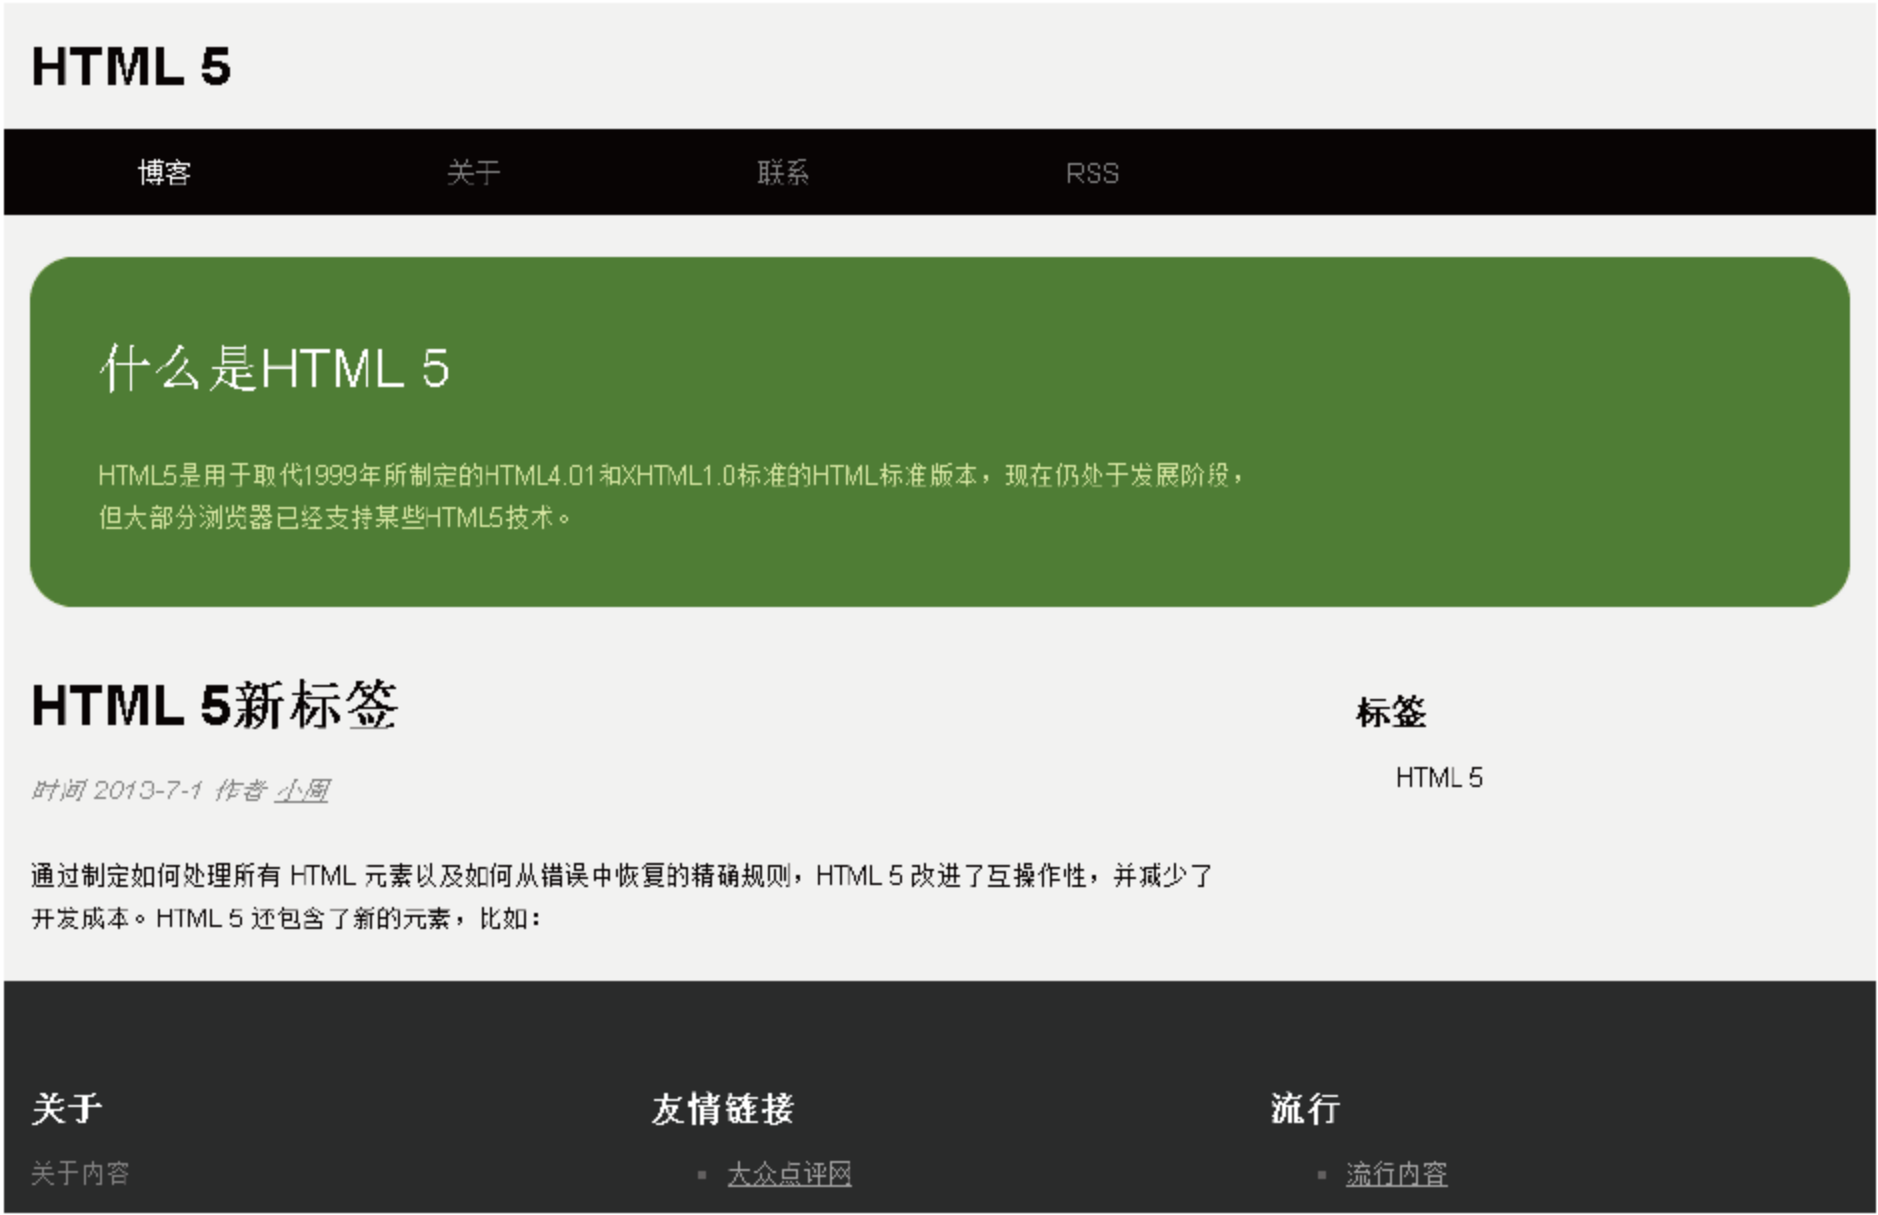 HTML 5
博客 关于 联系 RSS
什么是HTML 5
HTML5是用于取代1999年所制定的HTML4.01和XHTML1.0标准的HTML标准版本，现在仍处于发展阶段，
但大部分浏览器已经支持某些HTML5技术。
HTML 5新标签
时间 2013-7-1 作者 小周
通过制定如何处理所有 HTML 元素以及如何从错误中恢复的精确规则，HTML 5 改进了互操作性，并减少了
开发成本。HTML 5 还包含了新的元素，比如：
标签
HTML 5
关于
关于内容
友情链接
大众点评网
流行
流行内容